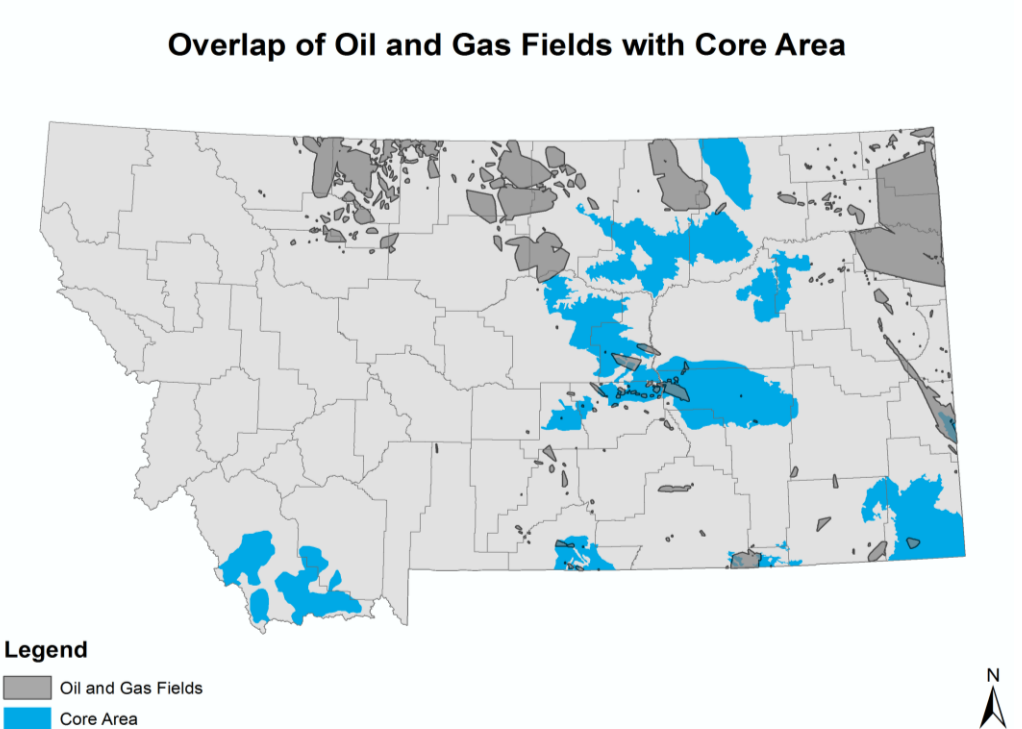 Overlap of Oil and Gas Fields with Core Area
Legend
Oil and Gas Fields
Core Area
N